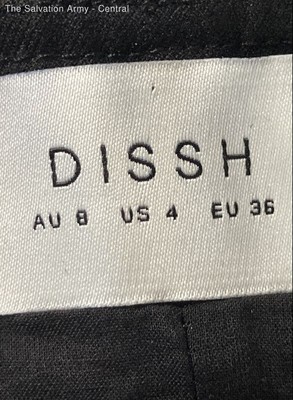 The Salvation Army - Central
DISSH
AU 8 US 4 EU 36